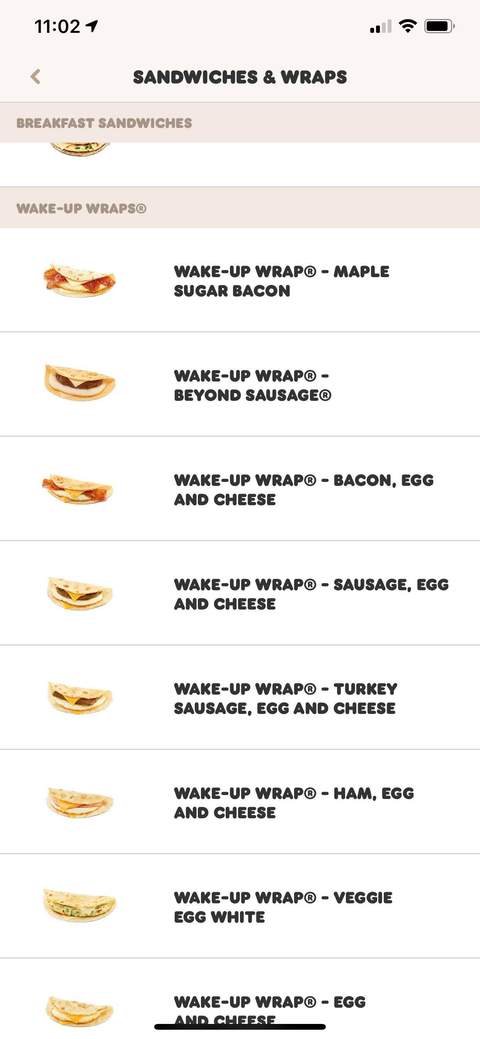 11:02
SANDWICHES & WRAPS
BREAKFAST SANDWICHES
WAKE-UP WRAPS®
WAKE-UP WRAP® - MAPLE
SUGAR BACON
WAKE-UP WRAP® -
BEYOND SAUSAGE®
WAKE-UP WRAP® - BACON, EGG
AND CHEESE
WAKE-UP WRAP® - SAUSAGE, EGG
AND CHEESE
WAKE-UP WRAP® - TURKEY
SAUSAGE, EGG AND CHEESE
WAKE-UP WRAP® - HAM, EGG
AND CHEESE
WAKE-UP WRAP® - VEGGIE
EGG WHITE
WAKE-UP WRAP® - EGG
AND CHEESE